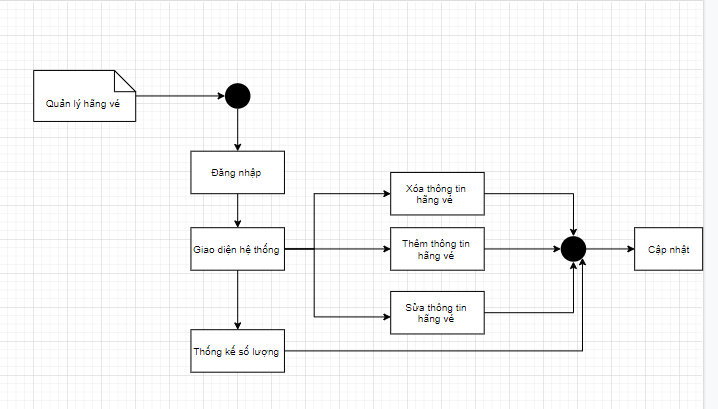 Quản lý hãng vé
Đăng nhập
Giao diện hệ thống
Thống kế số lượng
Xóa thông tin
hãng vé
Thêm thông tin
hãng vé
Sửa thông tin
hãng vé
Cập nhật